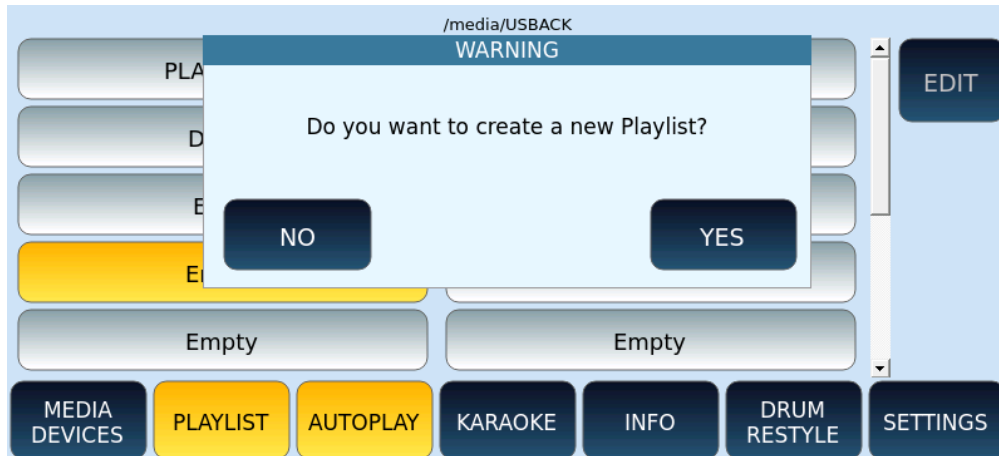 /media/USBACK
WARNING
PLA
EDIT
Do you want to create a new Playlist?
D
E
NO
YES
E
Empty
Empty
MEDIA
DEVICES
PLAYLIST
AUTOPLAY
KARAOKE
INFO
DRUM
RESTYLE
SETTINGS